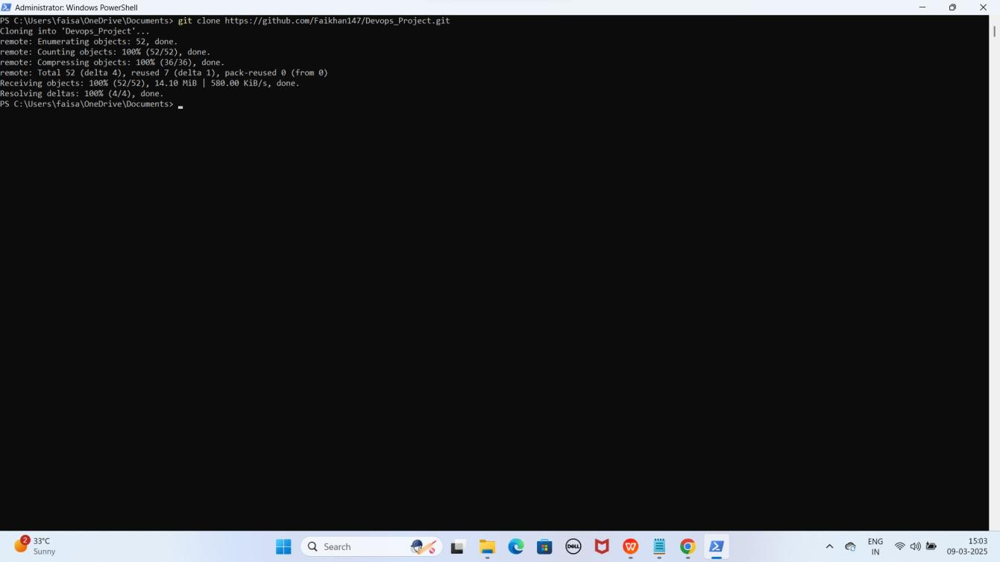 Administrator: Windows PowerShell
PS C:\Users\faisa\OneDrive\Documents> git clone https://github.com/Faikhan147/Devops_Project.git
Cloning into 'Devops_Project'...
remote: Enumerating objects: 52, done.
remote: Counting objects: 100% (52/52), done.
remote: Compressing objects: 100% (36/36), done.
remote: Total 52 (delta 4), reused 7 (delta 1), pack-reused 0 (from 0)
Receiving objects: 100% (52/52), 14.10 MiB | 580.00 KiB/s, done.
Resolving deltas: 100% (4/4), done.
PS C:\Users\faisa\OneDrive\Documents>
2
33°C
Sunny
Search
DELL
W
ENG
IN
15:03
09-03-2025